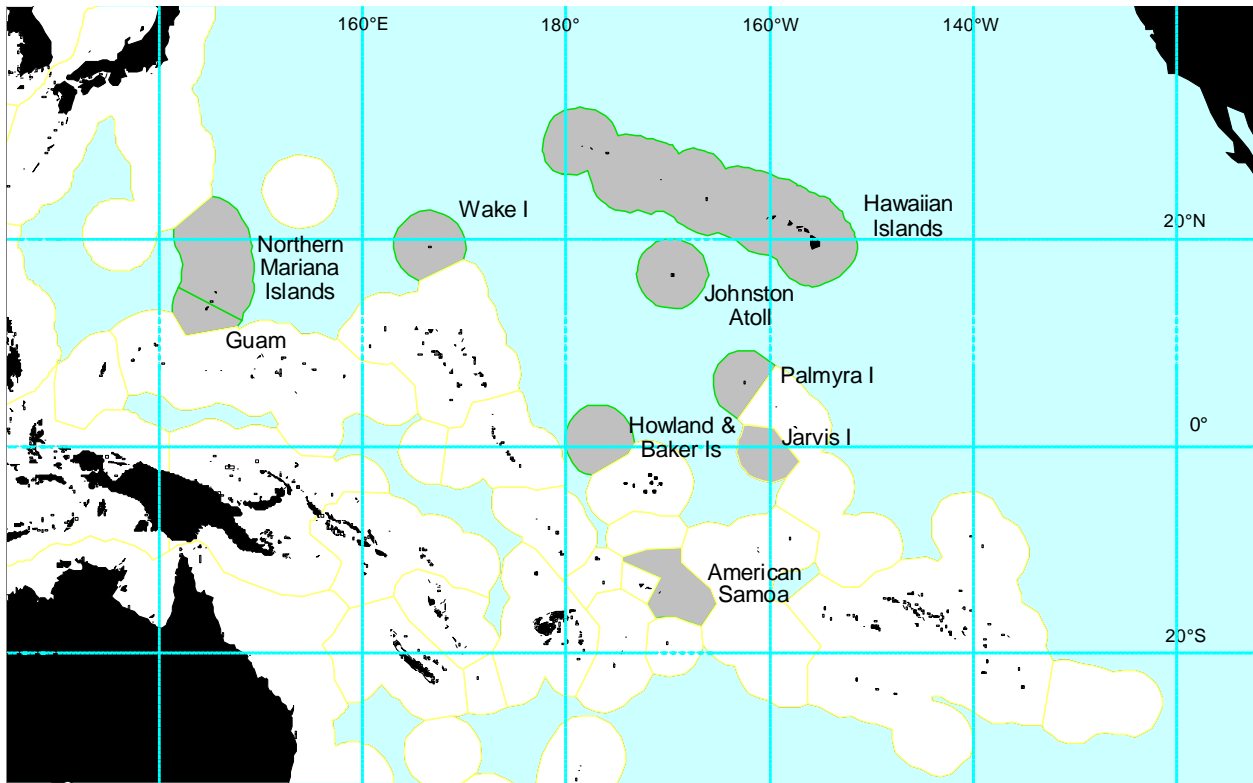 160°E
180°
160°W
140°W
Wake I
Hawaiian
Islands
20°N
Northern
Mariana
Islands
Johnston
Atoll
Guam
Palmyra I
Howland &
Baker Is
Jarvis I
0°
American
Samoa
20°S